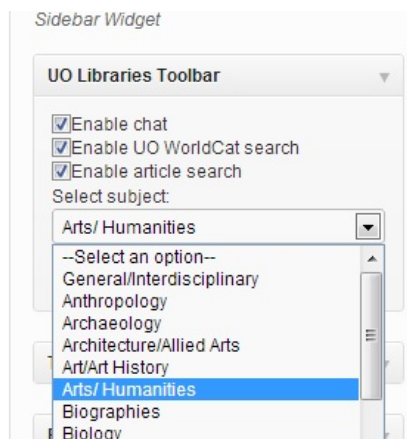 Sidebar Widget
UO Libraries Toolbar
Enable chat
Enable UO WorldCat search
Enable article search
Select subject:
Arts/ Humanities
--Select an option--
General/Interdisciplinary
Anthropology
Archaeology
Architecture/Allied Arts
Art/Art History
Arts/ Humanities
Biographies
Biology